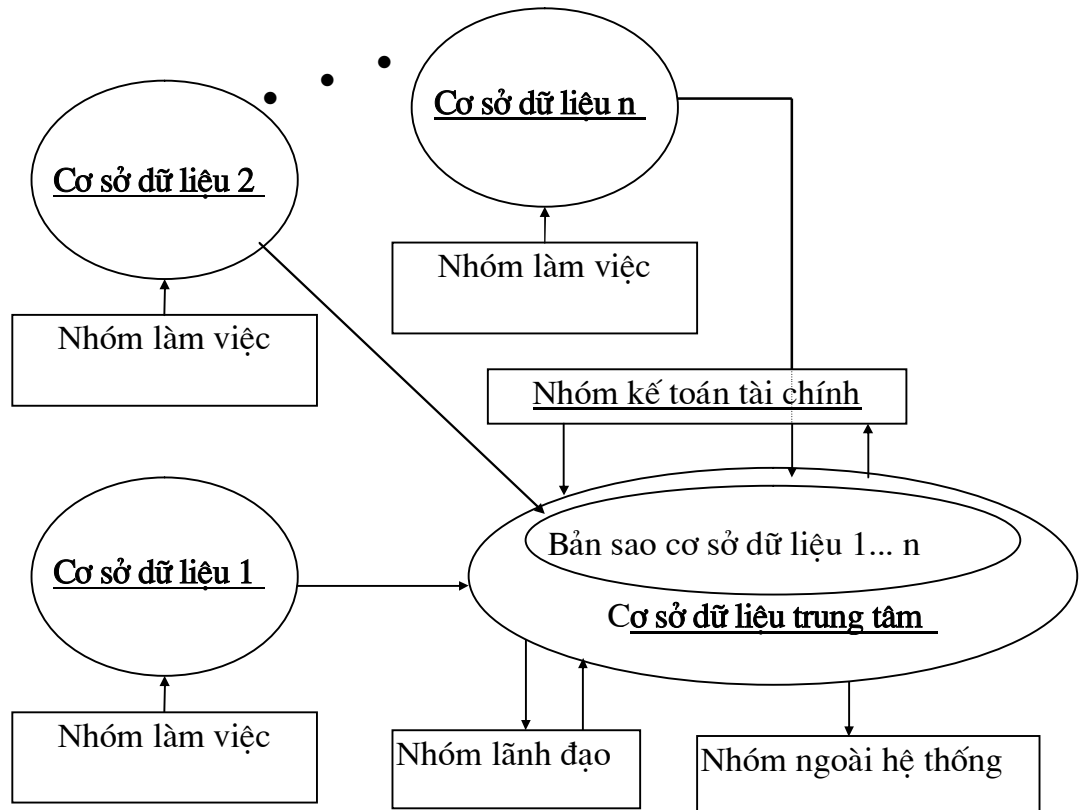 Cơ sở dữ liệu n
Cơ sở dữ liệu 2
Nhóm làm việc
Nhóm làm việc
Nhóm kế toán tài chính
Bản sao cơ sở dữ liệu 1... n
Cơ sở dữ liệu 1
Cơ sở dữ liệu trung tâm
Nhóm làm việc
Nhóm lãnh đạo
Nhóm ngoài hệ thống